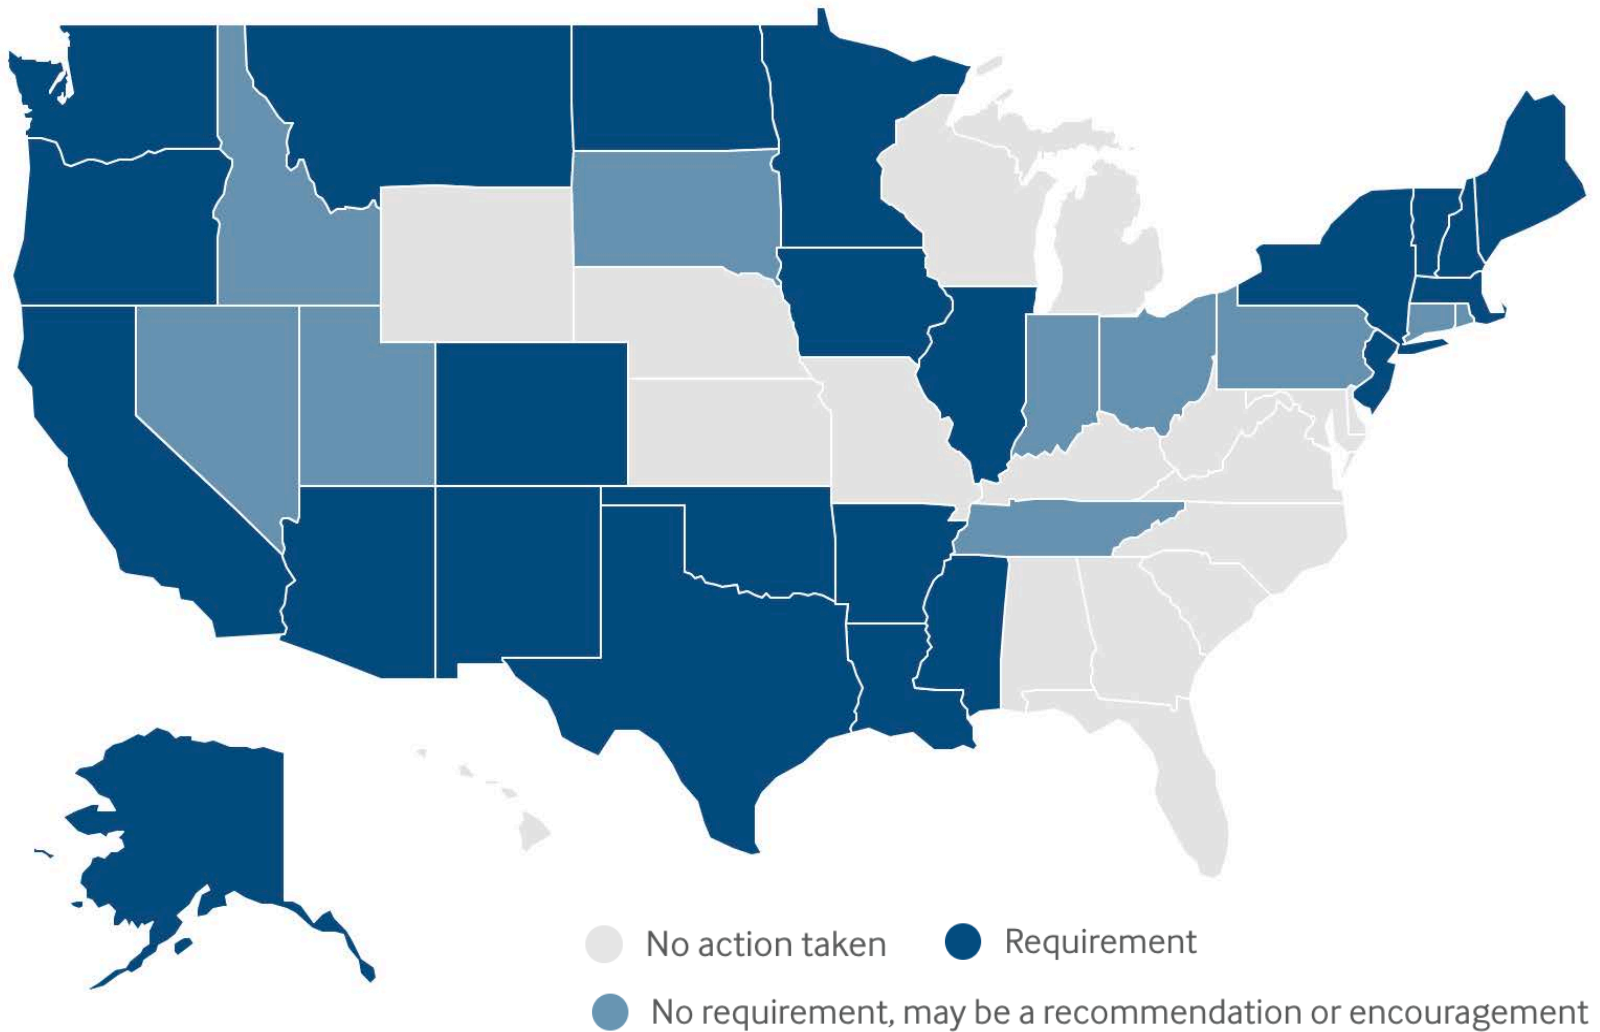 No action taken
Requirement
No requirement, may be a recommendation or encouragement